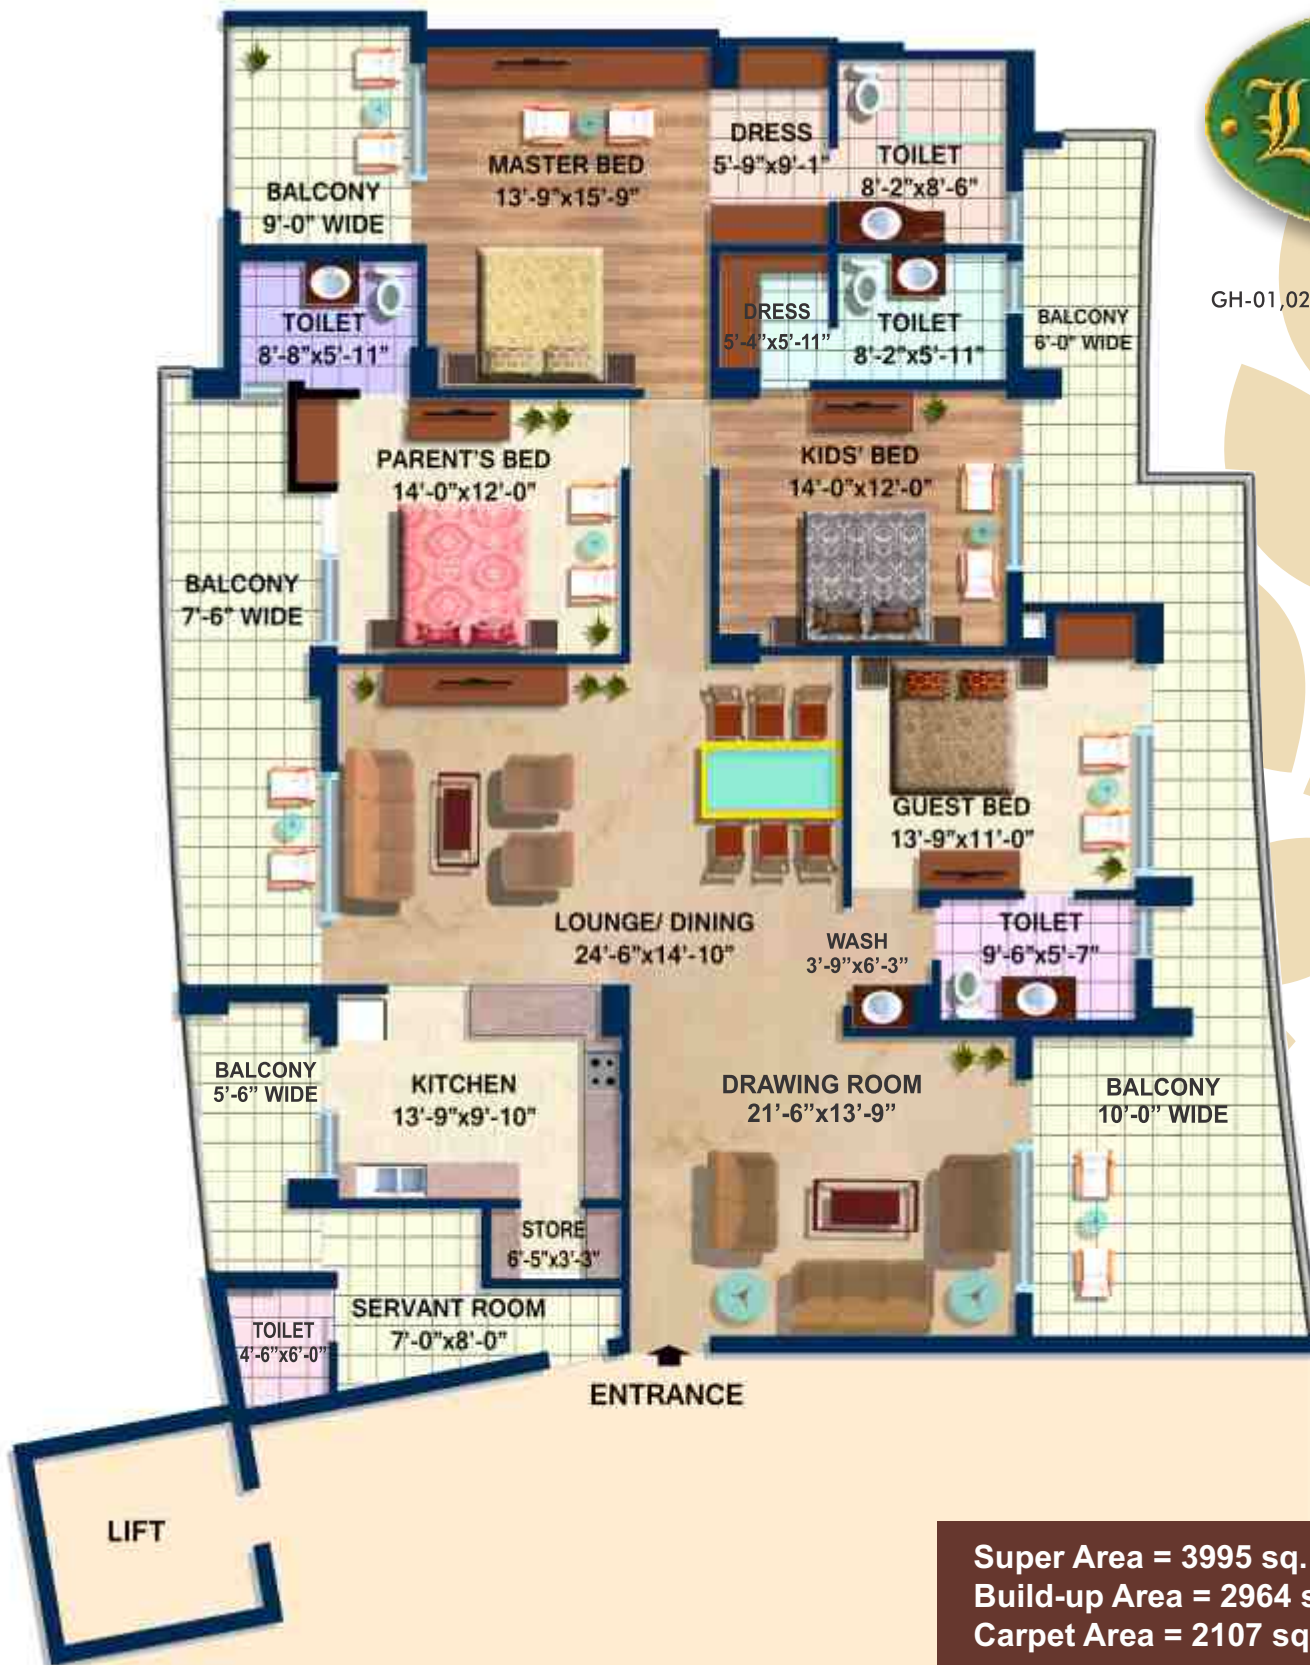 BALCONY
9'-0" WIDE
MASTER BED
13'-9"x15'-9"
DRESS
5'-9"x9'-1"
TOILET
8'-2"x8'-6"
L
GH-01,02
TOILET
8'-8"x5'-11"
DRESS
5'-4"x5'-11"
TOILET
8'-2"x5'-11"
BALCONY
6'-0" WIDE
PARENT'S BED
14'-0"x12'-0"
KIDS' BED
14'-0"x12'-0"
BALCONY
7'-6" WIDE
GUEST BED
13'-9"x11'-0"
LOUNGE/ DINING
24'-6"x14'-10"
WASH
3'-9"x6'-3"
TOILET
9'-6"x5'-7"
BALCONY
5'-6" WIDE
KITCHEN
13'-9"x9'-10"
DRAWING ROOM
21'-6"x13'-9"
BALCONY
10'-0" WIDE
STORE
6'-5"x3'-3"
SERVANT ROOM
7'-0"x8'-0"
TOILET
4'-6"x6'-0"
ENTRANCE
LIFT
Super Area = 3995 sq.
Build-up Area = 2964 s
Carpet Area = 2107 sq